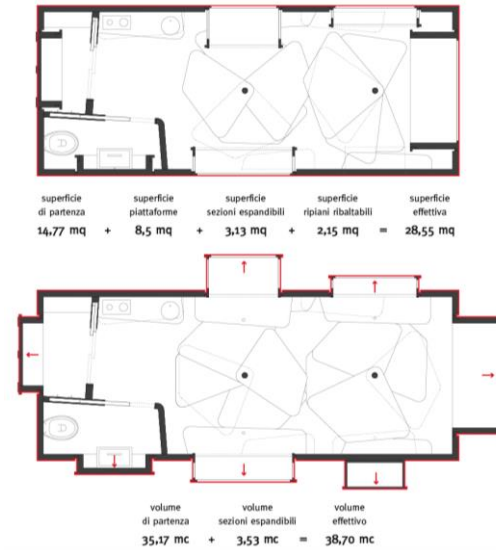 superficie superficie superficie superficie superficie
di partenza piattaforme sezioni espandibili ripiani ribaltabili effettiva
14,77 mq + 8,5 mq + 3,13 mq + 2,15 mq = 28,55 mq
volume volume volume
di partenza sezioni espandibili effettivo
35,17 mc + 3,53 mc = 38,70 mc